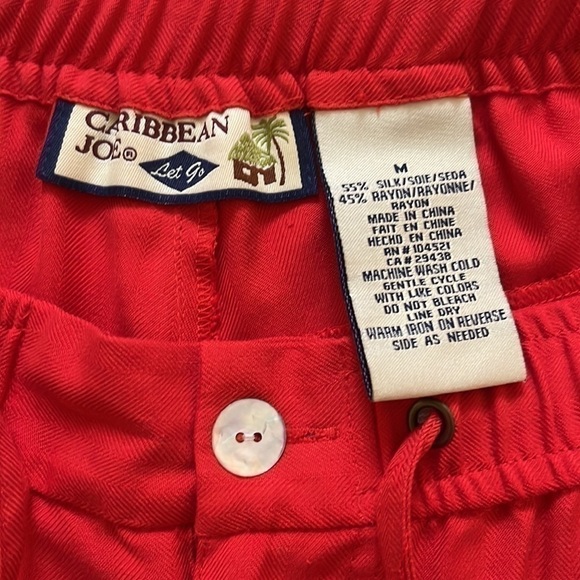 CARIBBEAN
JOE®
Let Go
M
55% SILK/SOIE/SEDA
45% RAYON/RAYONNE/
RAYON
MADE IN CHINA
FAIT EN CHINE
HECHO EN CHINA
RN # 104521
CA # 29438
MACHINE WASH COLD
GENTLE CYCLE
WITH LIKE COLORS
DO NOT BLEACH
LINE DRY
WARM IRON ON REVERSE
SIDE AS NEEDED